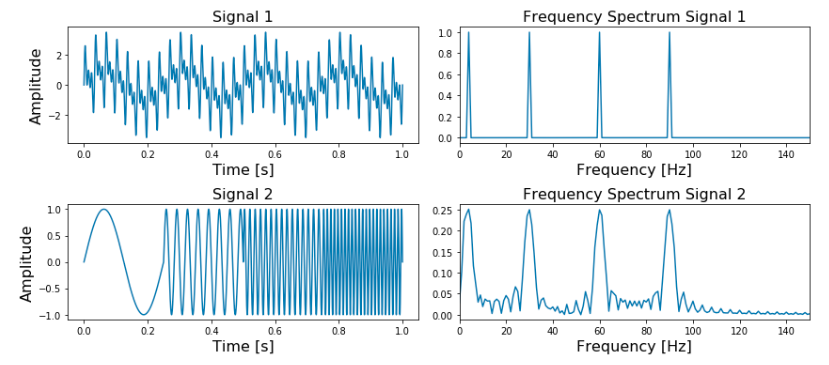 Signal 1
Amplitude
2
0
−2
0.0 0.2 0.4 0.6 0.8 1.0
Time [s]
Frequency Spectrum Signal 1
1.0
0.8
0.6
0.4
0.2
0.0
0 20 40 60 80 100 120 140
Frequency [Hz]
Signal 2
Amplitude
1.0
0.5
0.0
−0.5
−1.0
0.0 0.2 0.4 0.6 0.8 1.0
Time [s]
Frequency Spectrum Signal 2
0.25
0.20
0.15
0.10
0.05
0.00
0 20 40 60 80 100 120 140
Frequency [Hz]